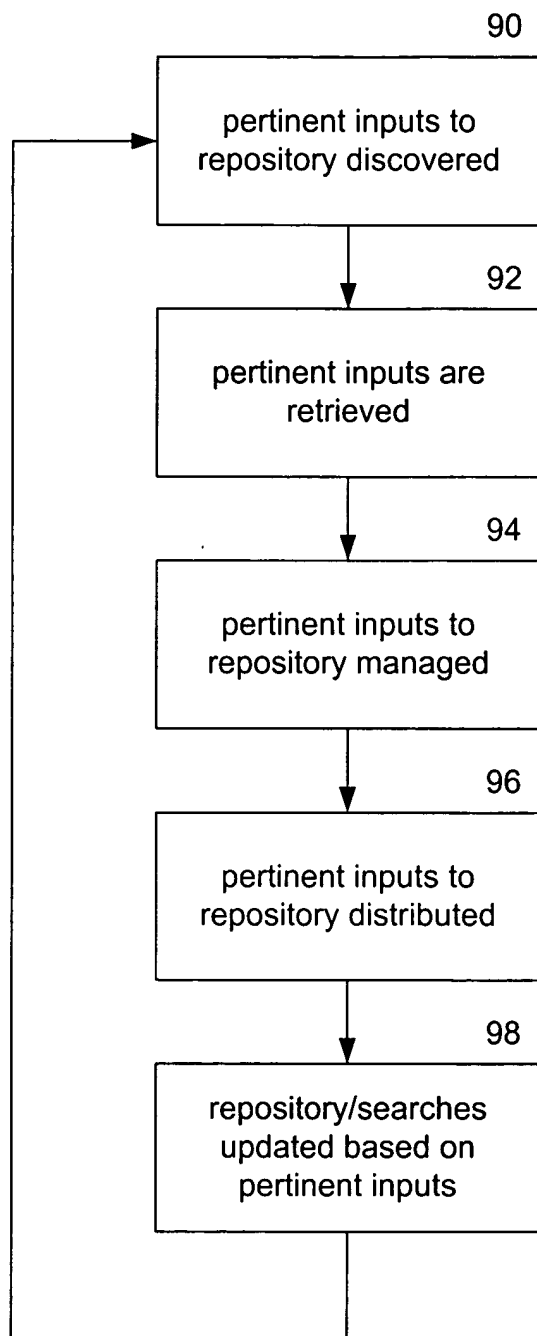 90
pertinent inputs to
repository discovered
92
pertinent inputs are
retrieved
94
pertinent inputs to
repository managed
96
pertinent inputs to
repository distributed
98
repository/searches
updated based on
pertinent inputs